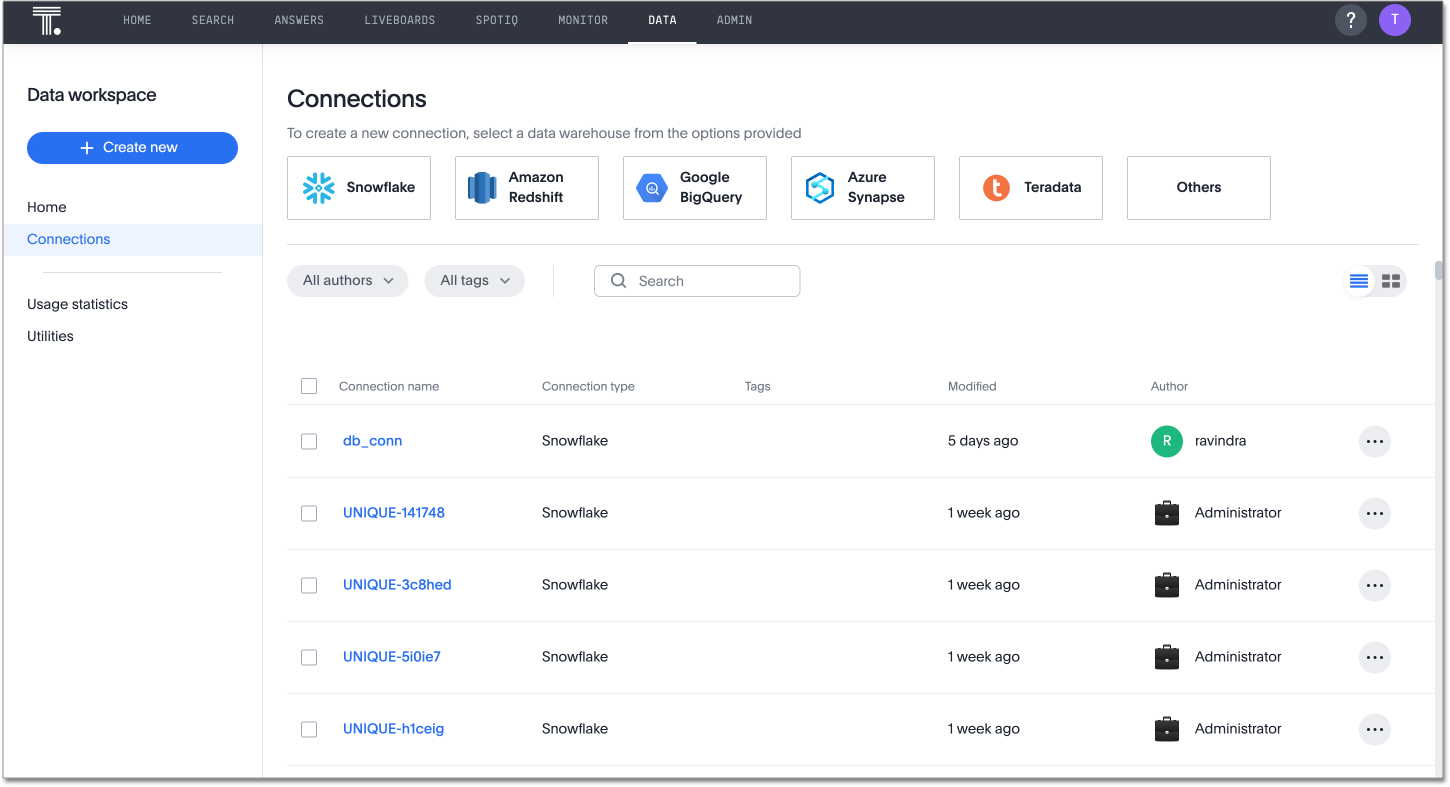 HOME SEARCH ANSWERS LIVEBOARDS SPOTIQ MONITOR DATA ADMIN ? T
Data workspace
+ Create new
Home
Connections
Usage statistics
Utilities
Connections
To create a new connection, select a data warehouse from the options provided
Snowflake
Amazon
Redshift
Google
BigQuery
Azure
Synapse
t
Teradata
Others
All authors All tags Search
Connection name Connection type Tags Modified Author
db_conn Snowflake 5 days ago R ravindra
UNIQUE-141748 Snowflake 1 week ago Administrator
UNIQUE-3c8hed Snowflake 1 week ago Administrator
UNIQUE-5i0ie7 Snowflake 1 week ago Administrator
UNIQUE-h1ceig Snowflake 1 week ago Administrator